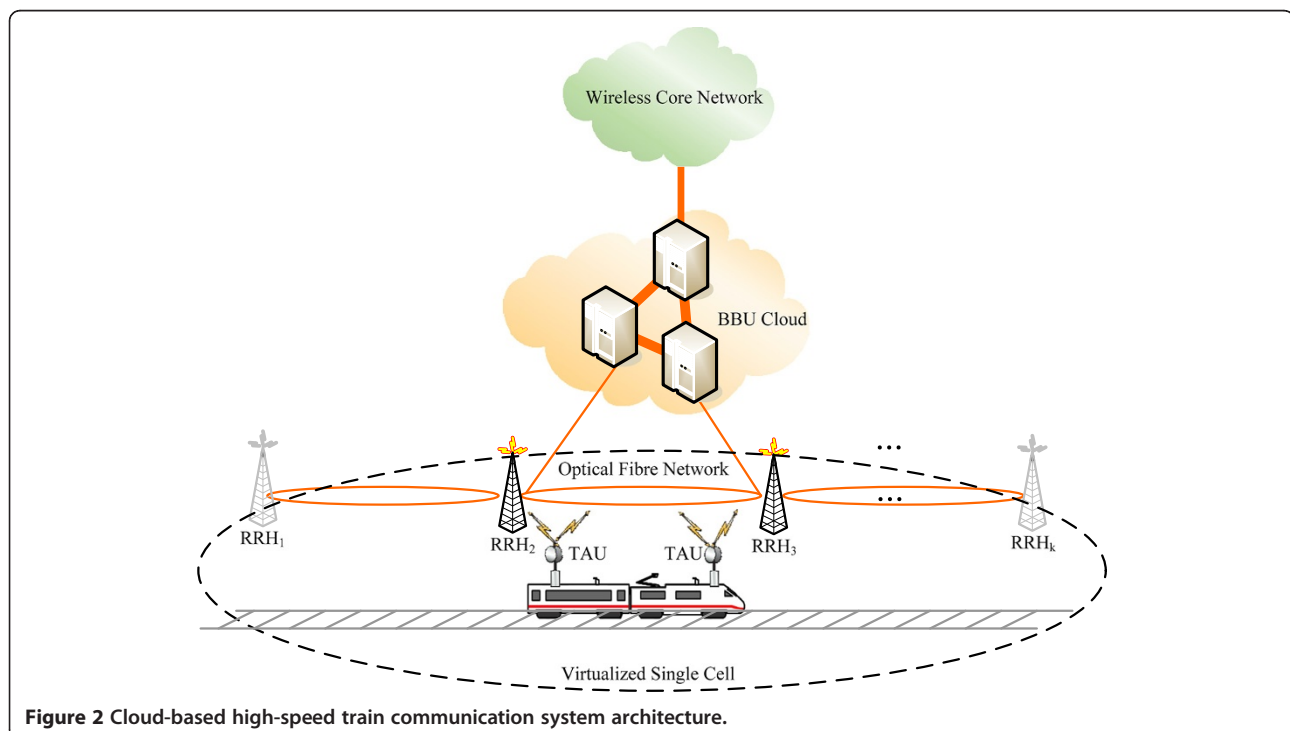 Wireless Core Network
BBU Cloud
...
Optical Fibre Network
...
RRH1
RRH2
TAU
TAU
RRH3
RRHk
Virtualized Single Cell
Figure 2 Cloud-based high-speed train communication system architecture.